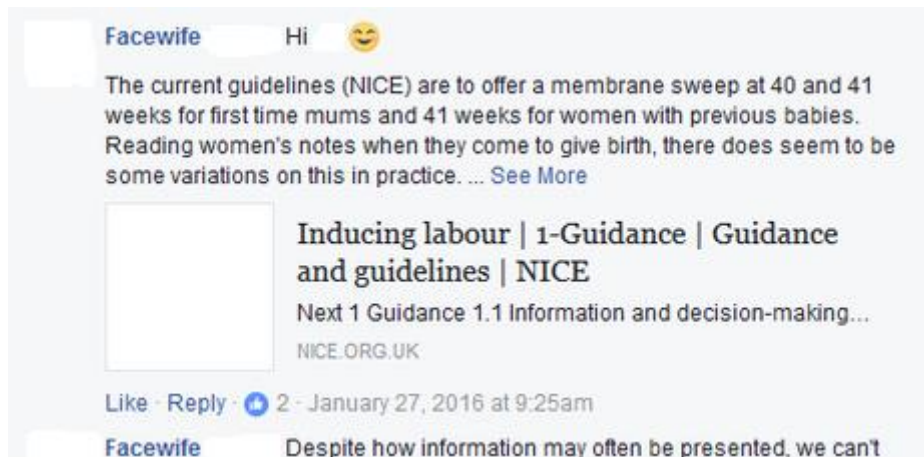 Facewife Hi
The current guidelines (NICE) are to offer a membrane sweep at 40 and 41
weeks for first time mums and 41 weeks for women with previous babies.
Reading women's notes when they come to give birth, there does seem to be
some variations on this in practice. ... See More
Inducing labour | 1-Guidance | Guidance
and guidelines | NICE
Next 1 Guidance 1.1 Information and decision-making...
NICE.ORG.UK
Like · Reply · 2 · January 27, 2016 at 9:25am
Facewife Despite how information may often be presented, we can't